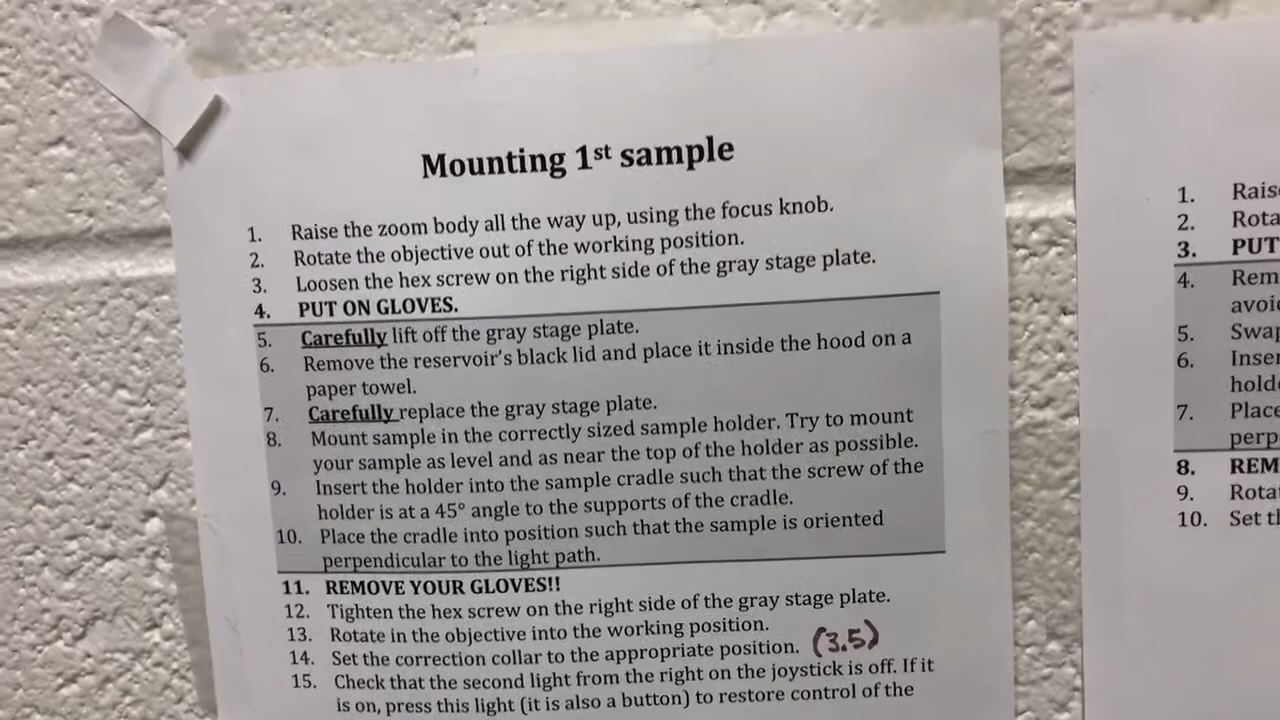 Mounting 1st sample
1. Raise the zoom body all the way up, using the focus knob.
2. Rotate the objective out of the working position.
3. Loosen the hex screw on the right side of the gray stage plate.
4. PUT ON GLOVES.
5. Carefully lift off the gray stage plate.
6. Remove the reservoir's black lid and place it inside the hood on a
paper towel.
7. Carefully replace the gray stage plate.
8. Mount sample in the correctly sized sample holder. Try to mount
your sample as level and as near the top of the holder as possible.
9. Insert the holder into the sample cradle such that the screw of the
holder is at a 45° angle to the supports of the cradle.
10. Place the cradle into position such that the sample is oriented
perpendicular to the light path.
11. REMOVE YOUR GLOVES!!
12. Tighten the hex screw on the right side of the gray stage plate.
13. Rotate in the objective into the working position.
14. Set the correction collar to the appropriate position. (3.5)
15. Check that the second light from the right on the joystick is off. If it
is on, press this light (it is also a button) to restore control of the
1. Rais
2. Rota
3. PUT
4. Rem
avoi
5. Swap
6. Inser
hold
7. Place
perp
8. REM
9. Rota
10. Set t